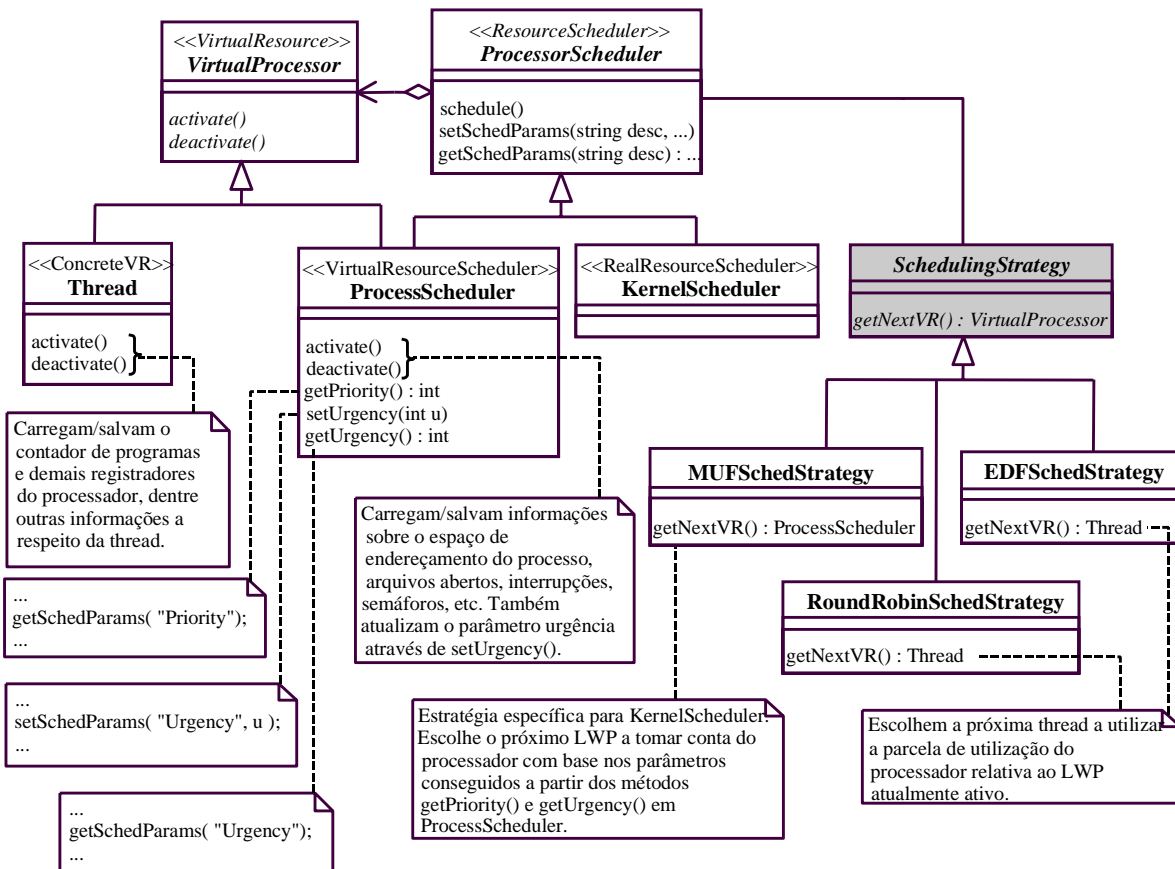 <<VirtualResource>>
VirtualProcessor
activate()
deactivate()
<<ResourceScheduler>>
ProcessorScheduler
schedule()
setSchedParams(string desc, ...)
getSchedParams(string desc) : ...
<<ConcreteVR>>
Thread
activate()
deactivate()
<<VirtualResourceScheduler>>
ProcessScheduler
activate()
deactivate()
getPriority() : int
setUrgency(int u)
getUrgency() : int
<<RealResourceScheduler>>
KernelScheduler
SchedulingStrategy
getNextVR() : VirtualProcessor
Carregam/salvam o
contador de programas
e demais registradores
do processador, dentre
outras informações a
respeito da thread.
Carregam/salvam informações
sobre o espaço de
endereçamento do processo,
arquivos abertos, interrupções,
semáforos, etc. Também
atualizam o parâmetro urgência
através de setUrgency().
MUFSchedStrategy
getNextVR() : ProcessScheduler
EDFSchedStrategy
getNextVR() : Thread
RoundRobinSchedStrategy
getNextVR() : Thread
...
getSchedParams( "Priority");
...
...
setSchedParams( "Urgency", u );
...
...
getSchedParams( "Urgency");
...
Estratégia específica para KernelScheduler.
Escolhe o próximo LWP a tomar conta do
processador com base nos parâmetros
conseguidos a partir dos métodos
getPriority() e getUrgency() em
ProcessScheduler.
Escolhem a próxima thread a utilizar
a parcela de utilização do
processador relativa ao LWP
atualmente ativo.